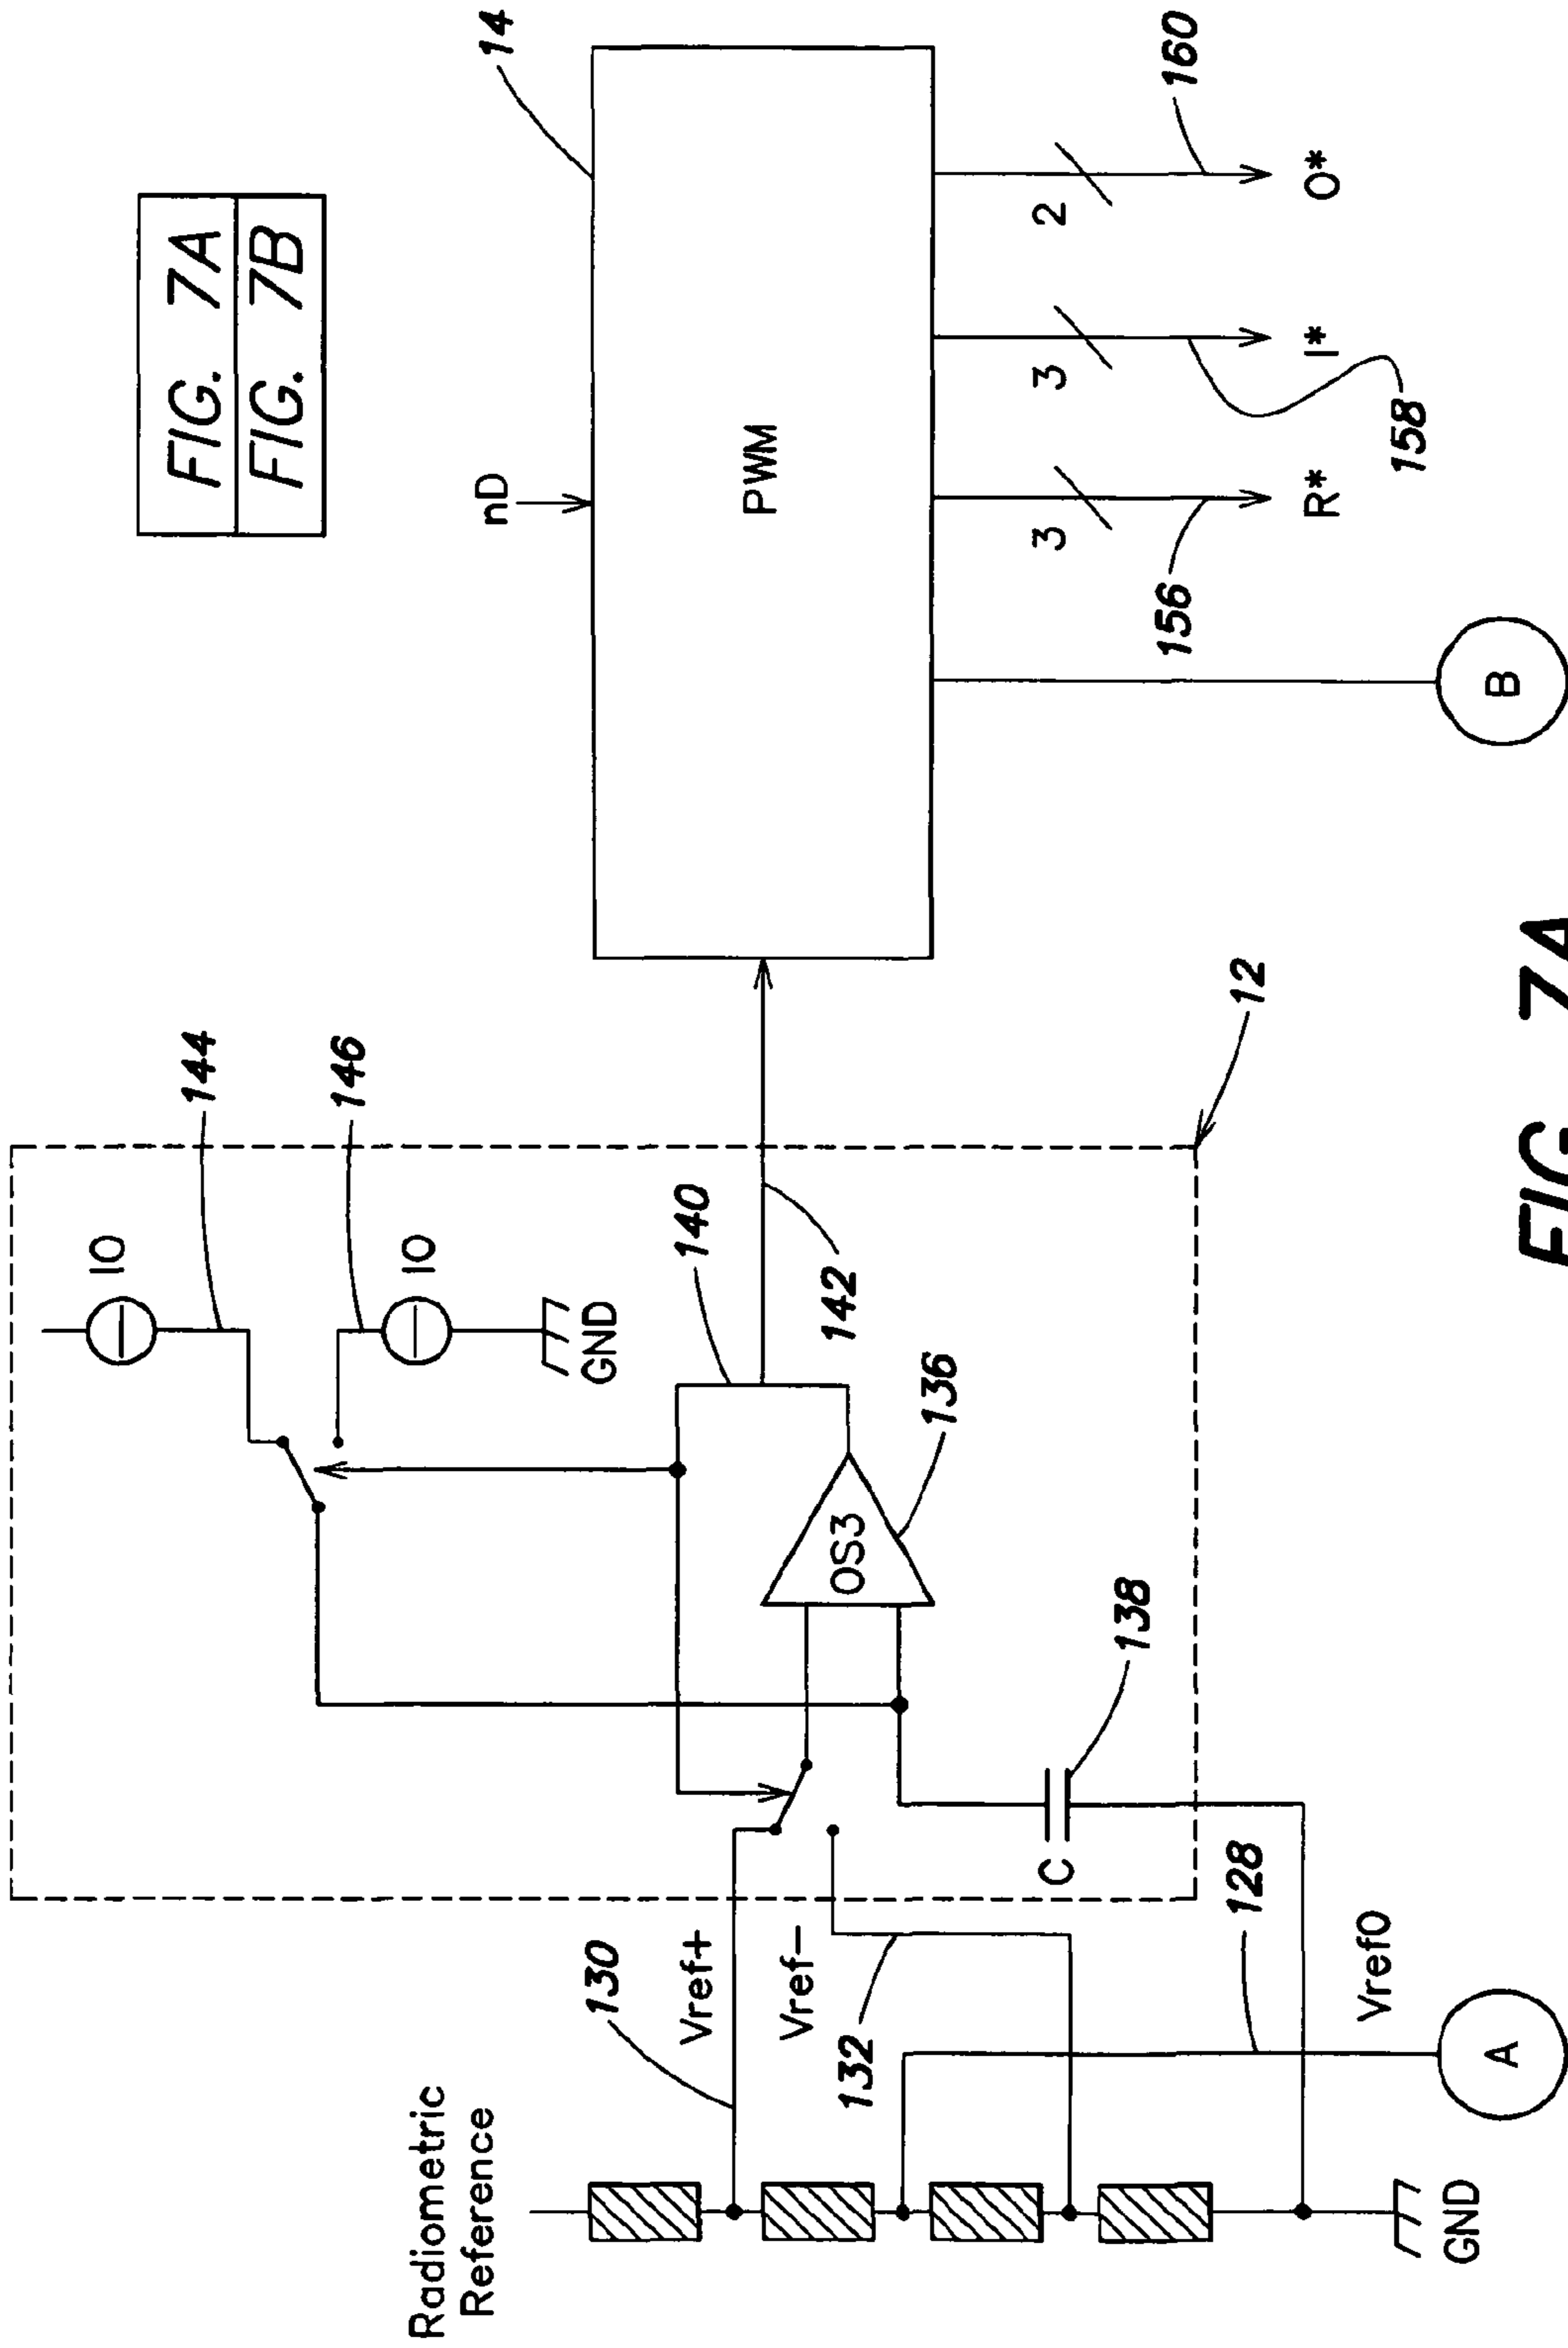 FIG. 7A
FIG. 7B
14
nD
PWM
2
3
3
160
O*
I*
R*
158
156
B
144
146
IO
IO
GND
140
142
136
OS3
12
138
C
Radiometric
Reference
130
Vref+
Vref-
132
128
Vref0
A
GND
FIG. 7A